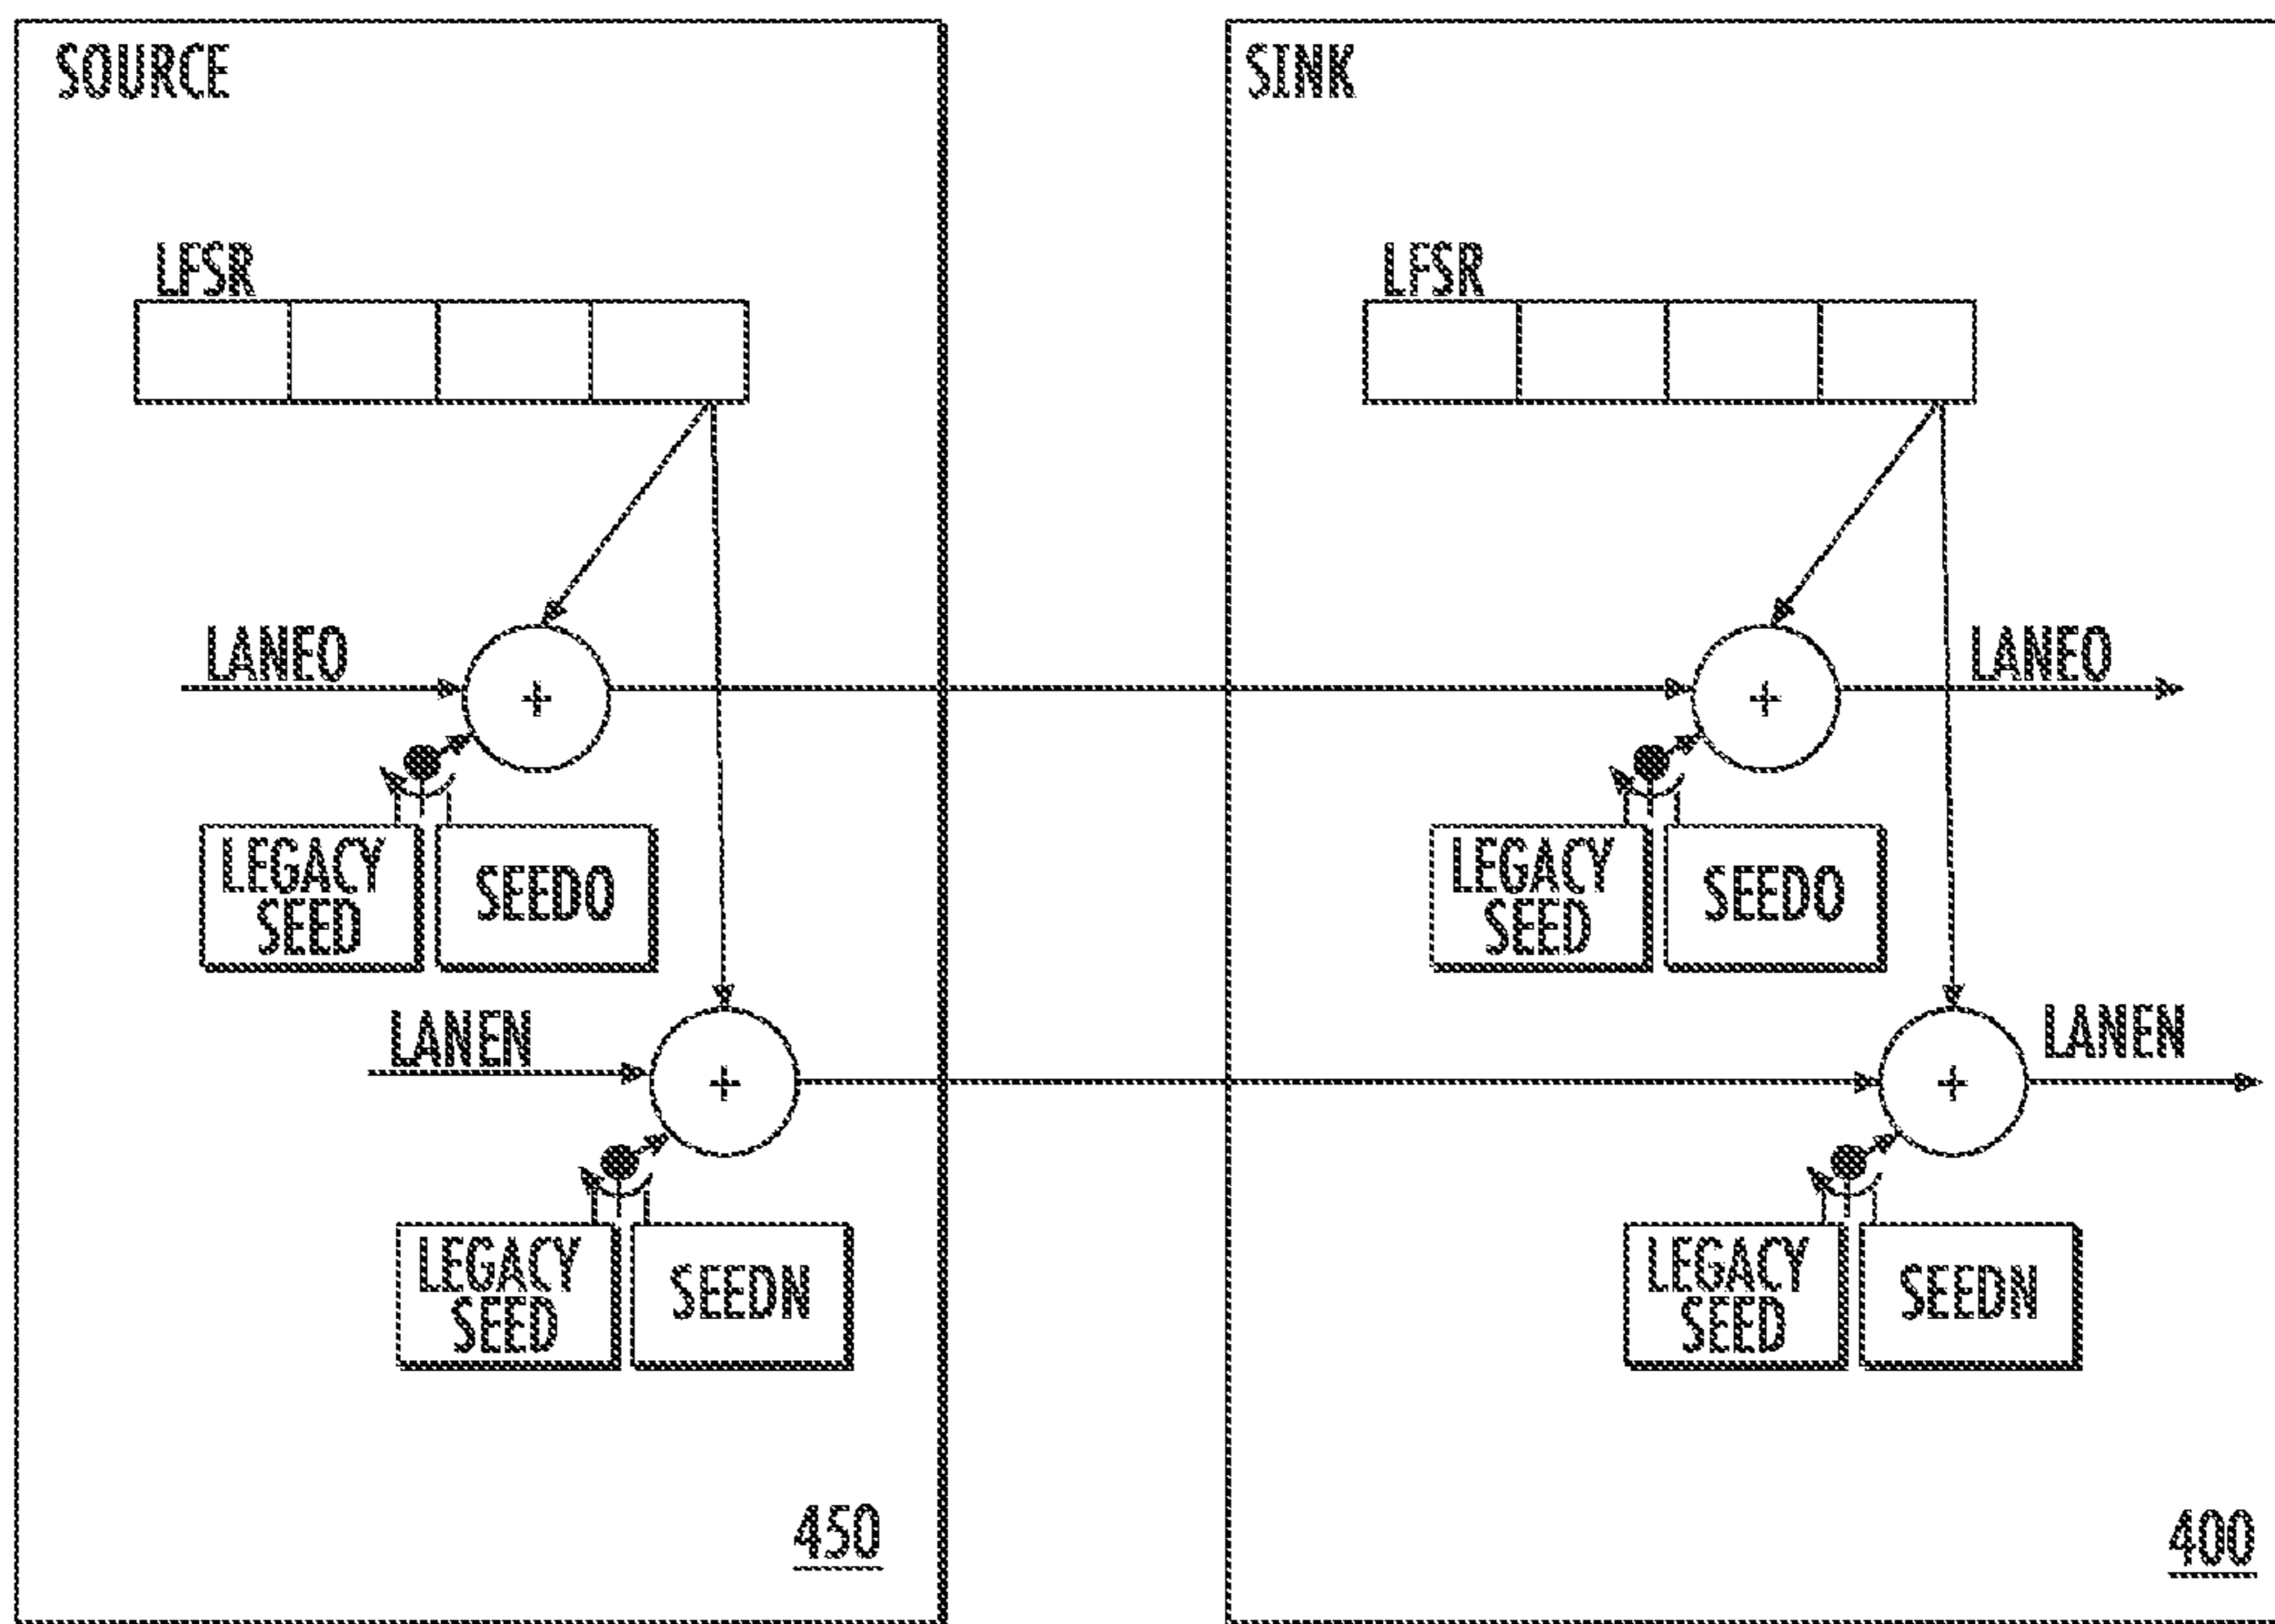 SOURCE
SINK
LFSR
LFSR
LANE0
LANE0
LEGACY
SEED
SEED0
LEGACY
SEED
SEED0
LANEN
LANEN
LEGACY
SEED
SEEDN
LEGACY
SEED
SEEDN
450
400
+
+
+
+